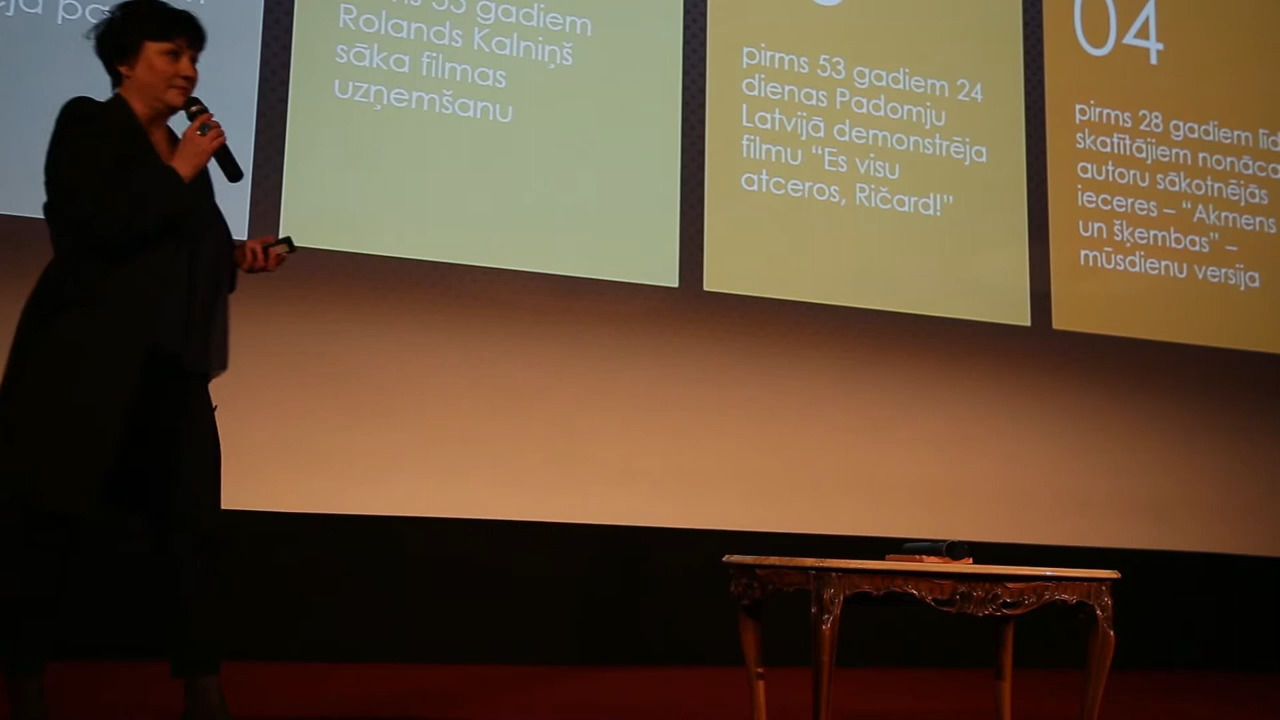 gadiem
Rolands Kalniņš
sāka filmas
uzņemšanu
pirms 53 gadiem 24
dienas Padomju
Latvijā demonstrēja
filmu “Es visu
atceros, Ričard!”
04
pirms 28 gadiem
skatītājiem
autoru sākotnējās
ieceres – “Akmens
un šķembas” –
mūsdienu versija